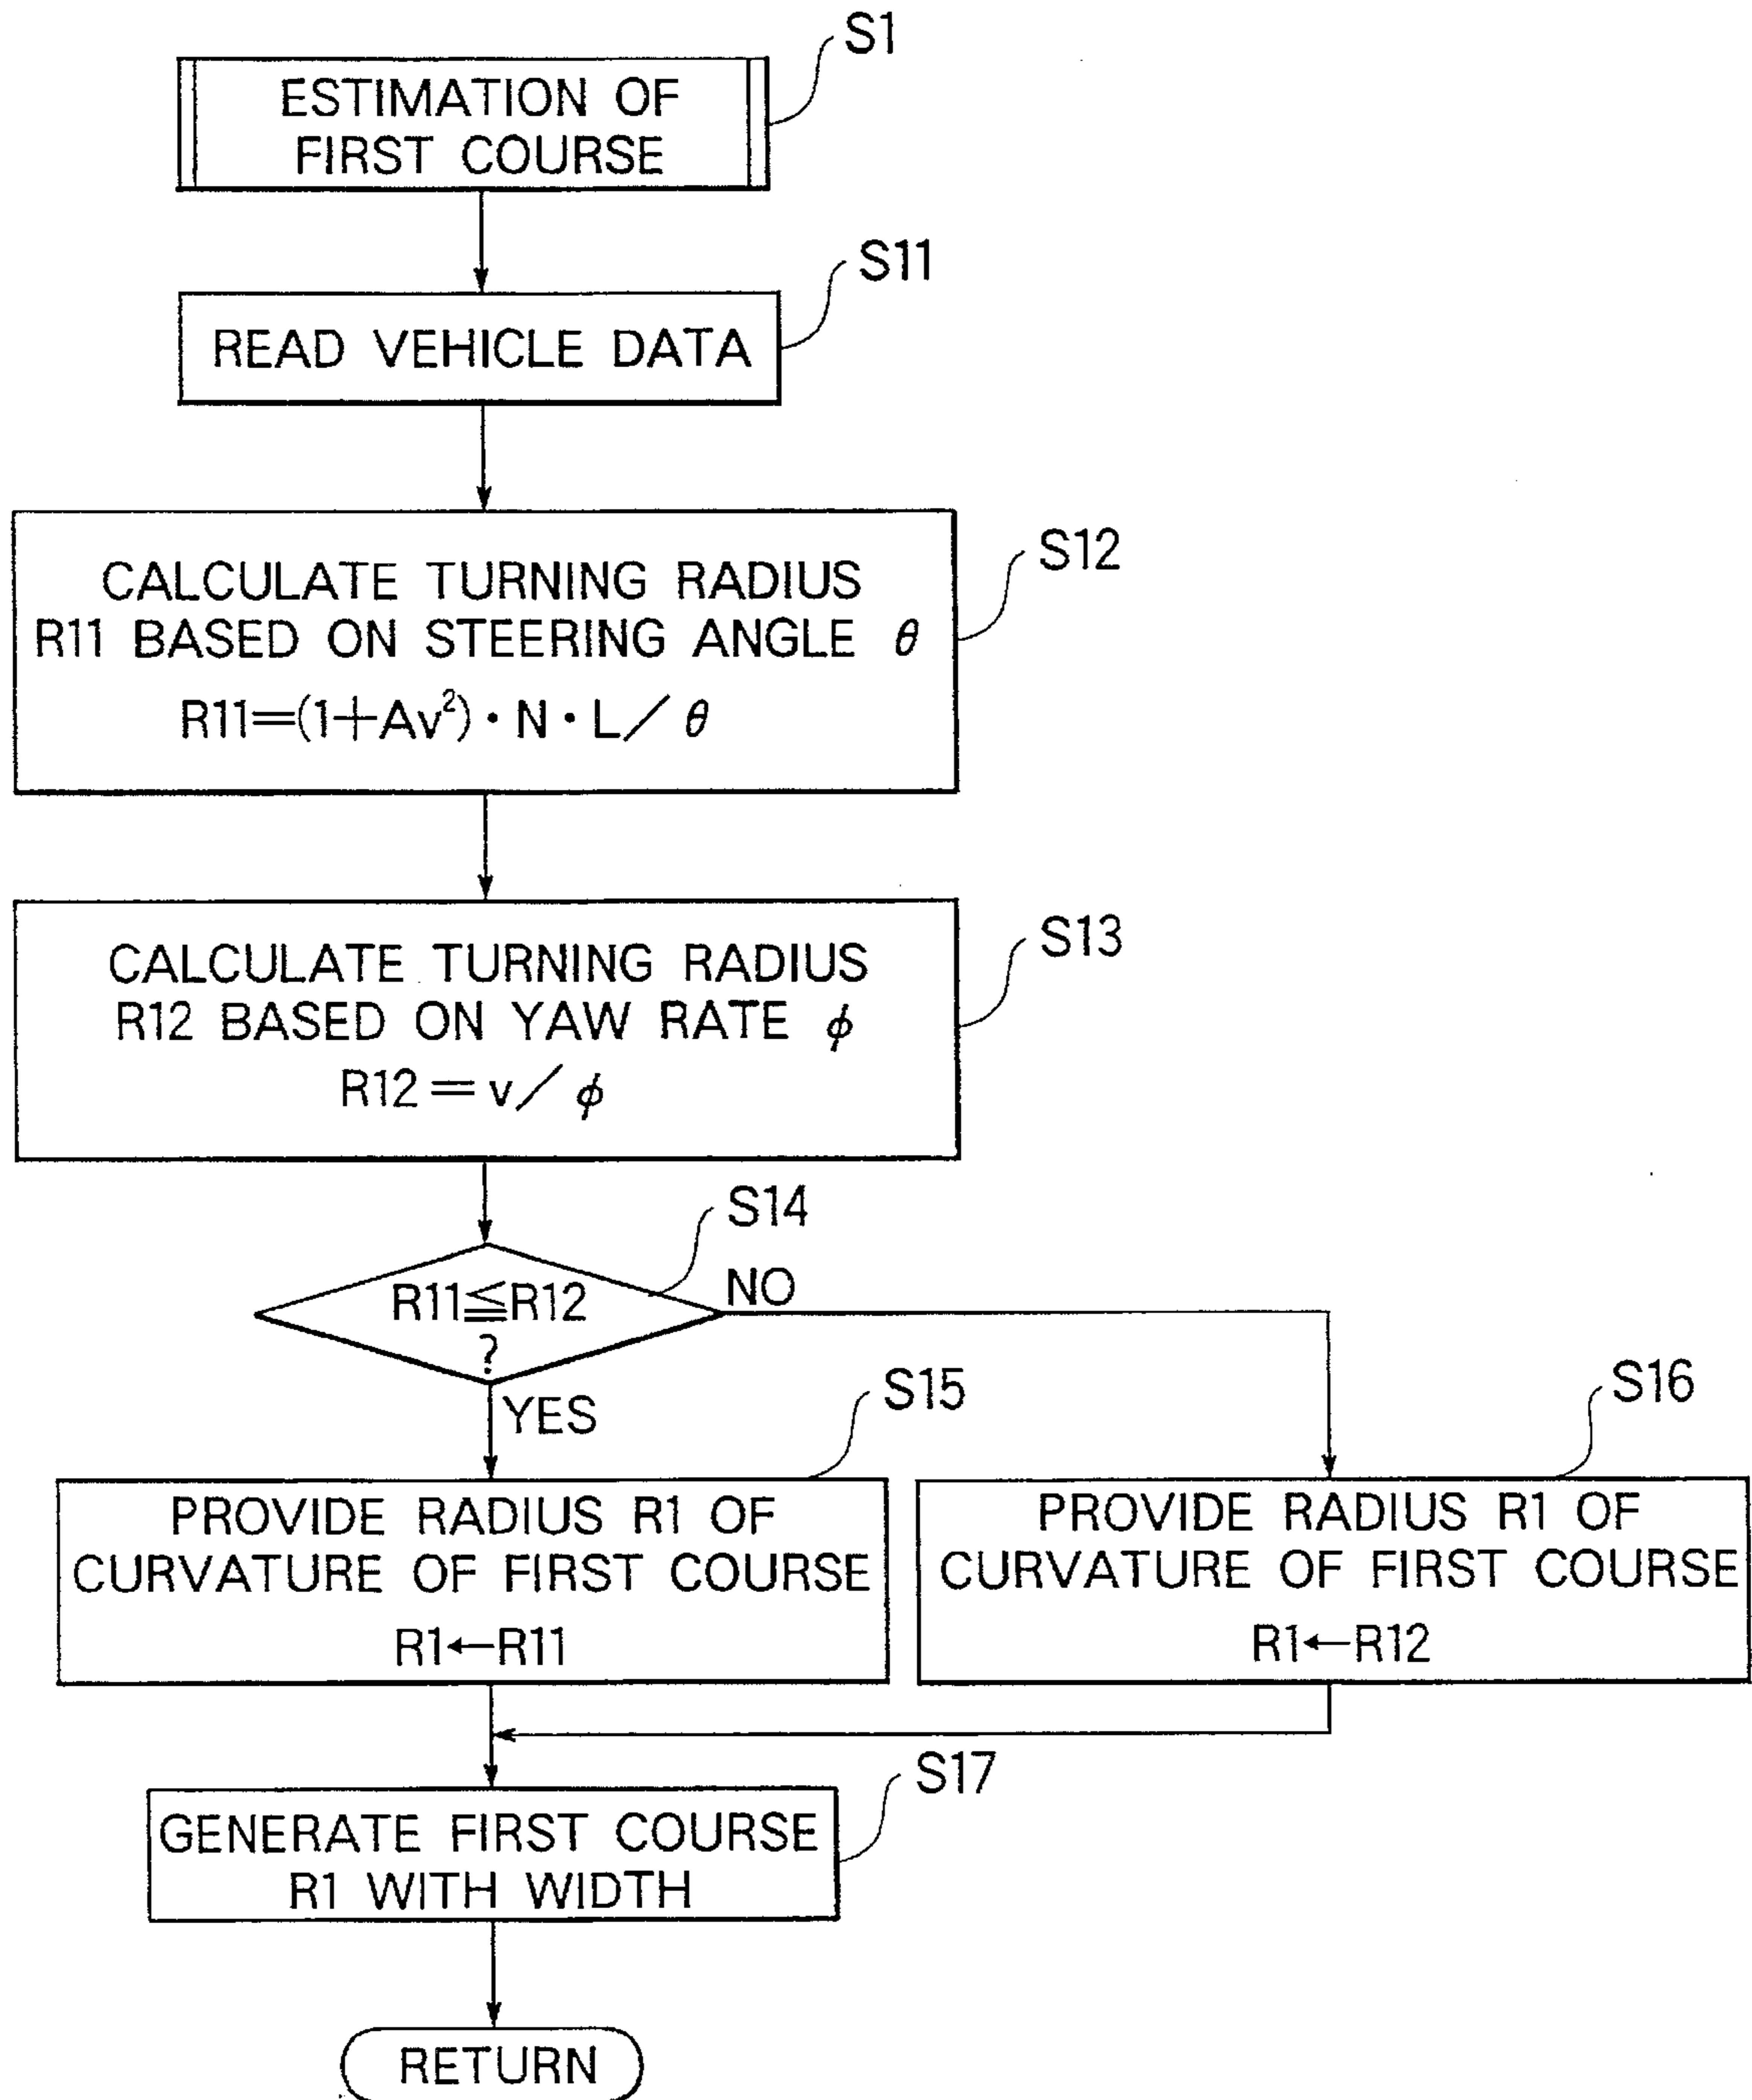 S1
ESTIMATION OF
FIRST COURSE
S11
READ VEHICLE DATA
S12
CALCULATE TURNING RADIUS
R11 BASED ON STEERING ANGLE θ
R11=(1+Av²)・N・L/θ
S13
CALCULATE TURNING RADIUS
R12 BASED ON YAW RATE ϕ
R12=v/ϕ
S14
R11≦R12
?
NO
YES
S15
PROVIDE RADIUS R1 OF
CURVATURE OF FIRST COURSE
R1←R11
S16
PROVIDE RADIUS R1 OF
CURVATURE OF FIRST COURSE
R1←R12
S17
GENERATE FIRST COURSE
R1 WITH WIDTH
RETURN